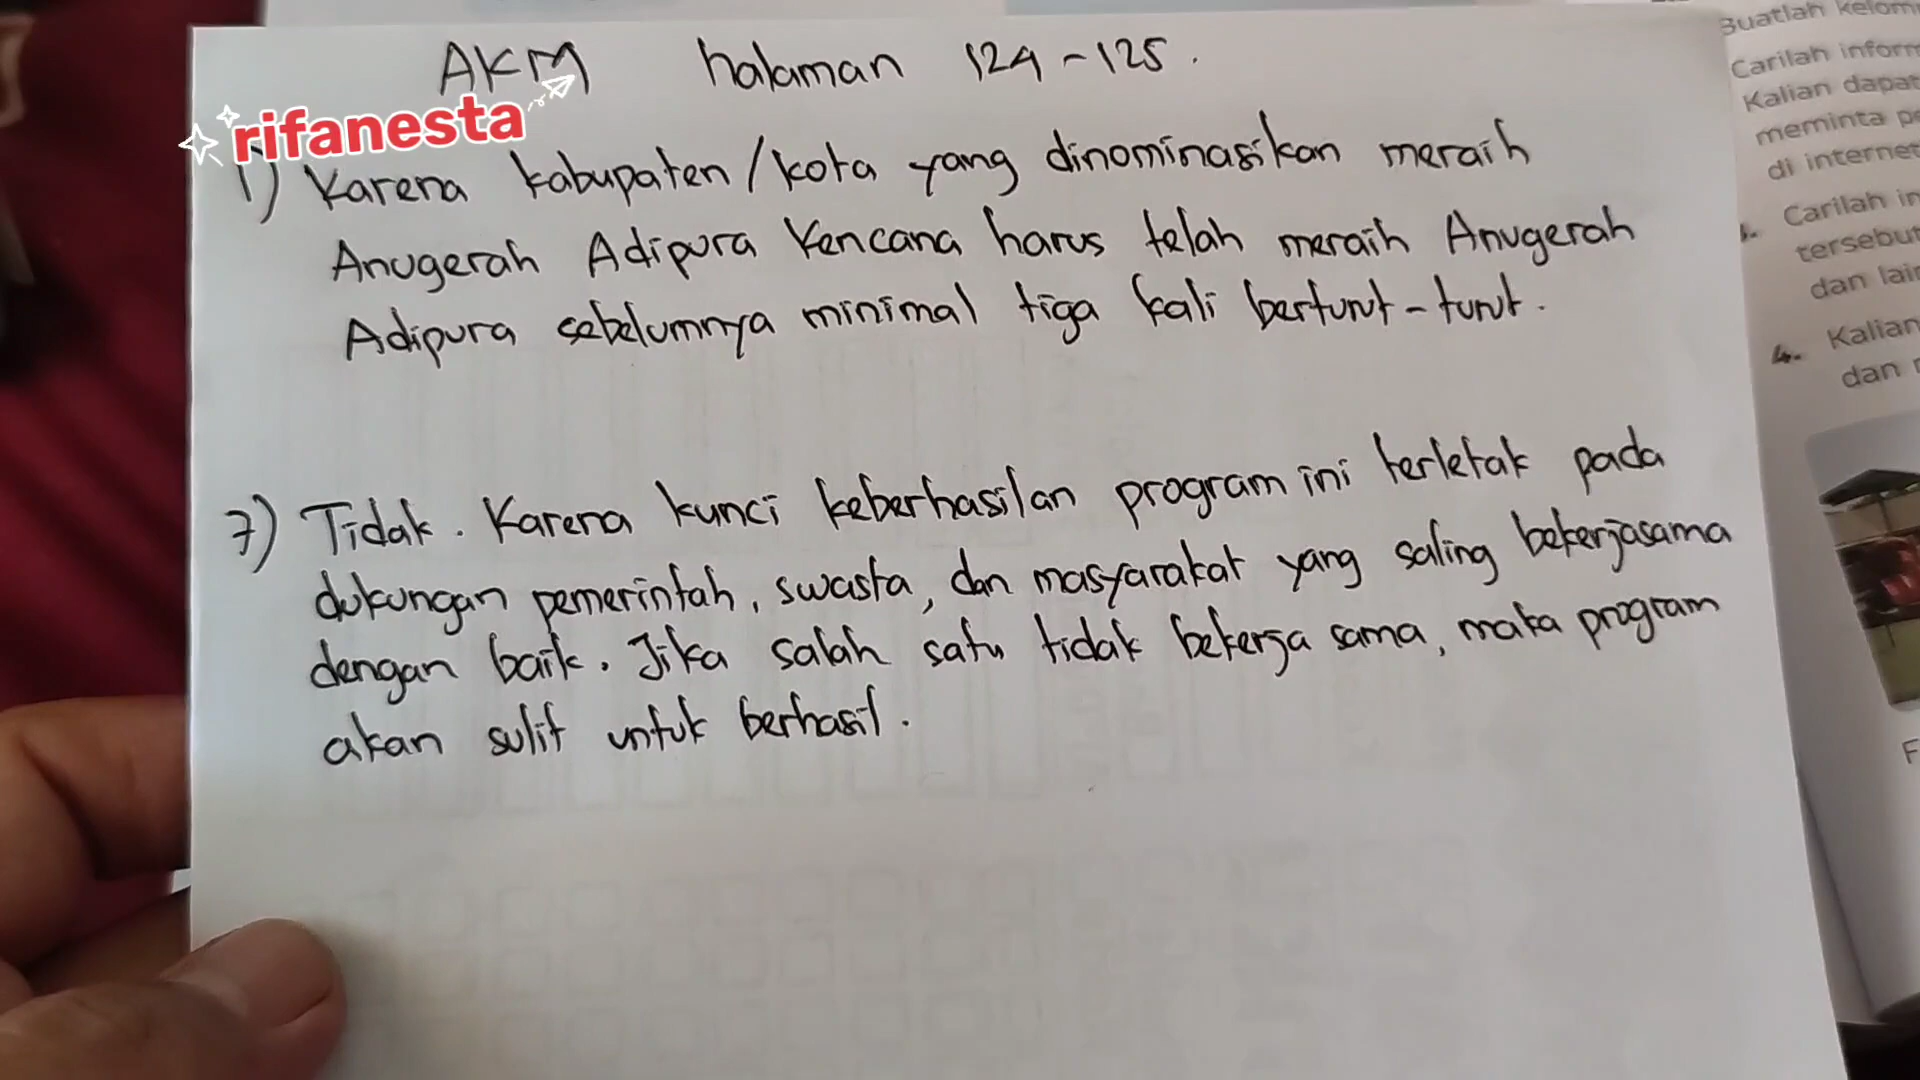 AKM halaman 124-125.
rifanesta
1) Karena kabupaten/kota yang dinominasikan meraih
Anugerah Adipura Kencana harus telah meraih Anugerah
Adipura sebelumnya minimal tiga kali berturut-turut.
7) Tidak. Karena kunci keberhasilan program ini terletak pada
dukungan pemerintah, swasta, dan masyarakat yang saling bekerjasama
dengan baik. Jika salah satu tidak bekerja sama, maka program
akan sulit untuk berhasil.
Buatlah kelom
Carilah inform
Kalian dapat
meminta pe
di internet
Carilah in
tersebut
dan lain
4. Kalian
dan
F